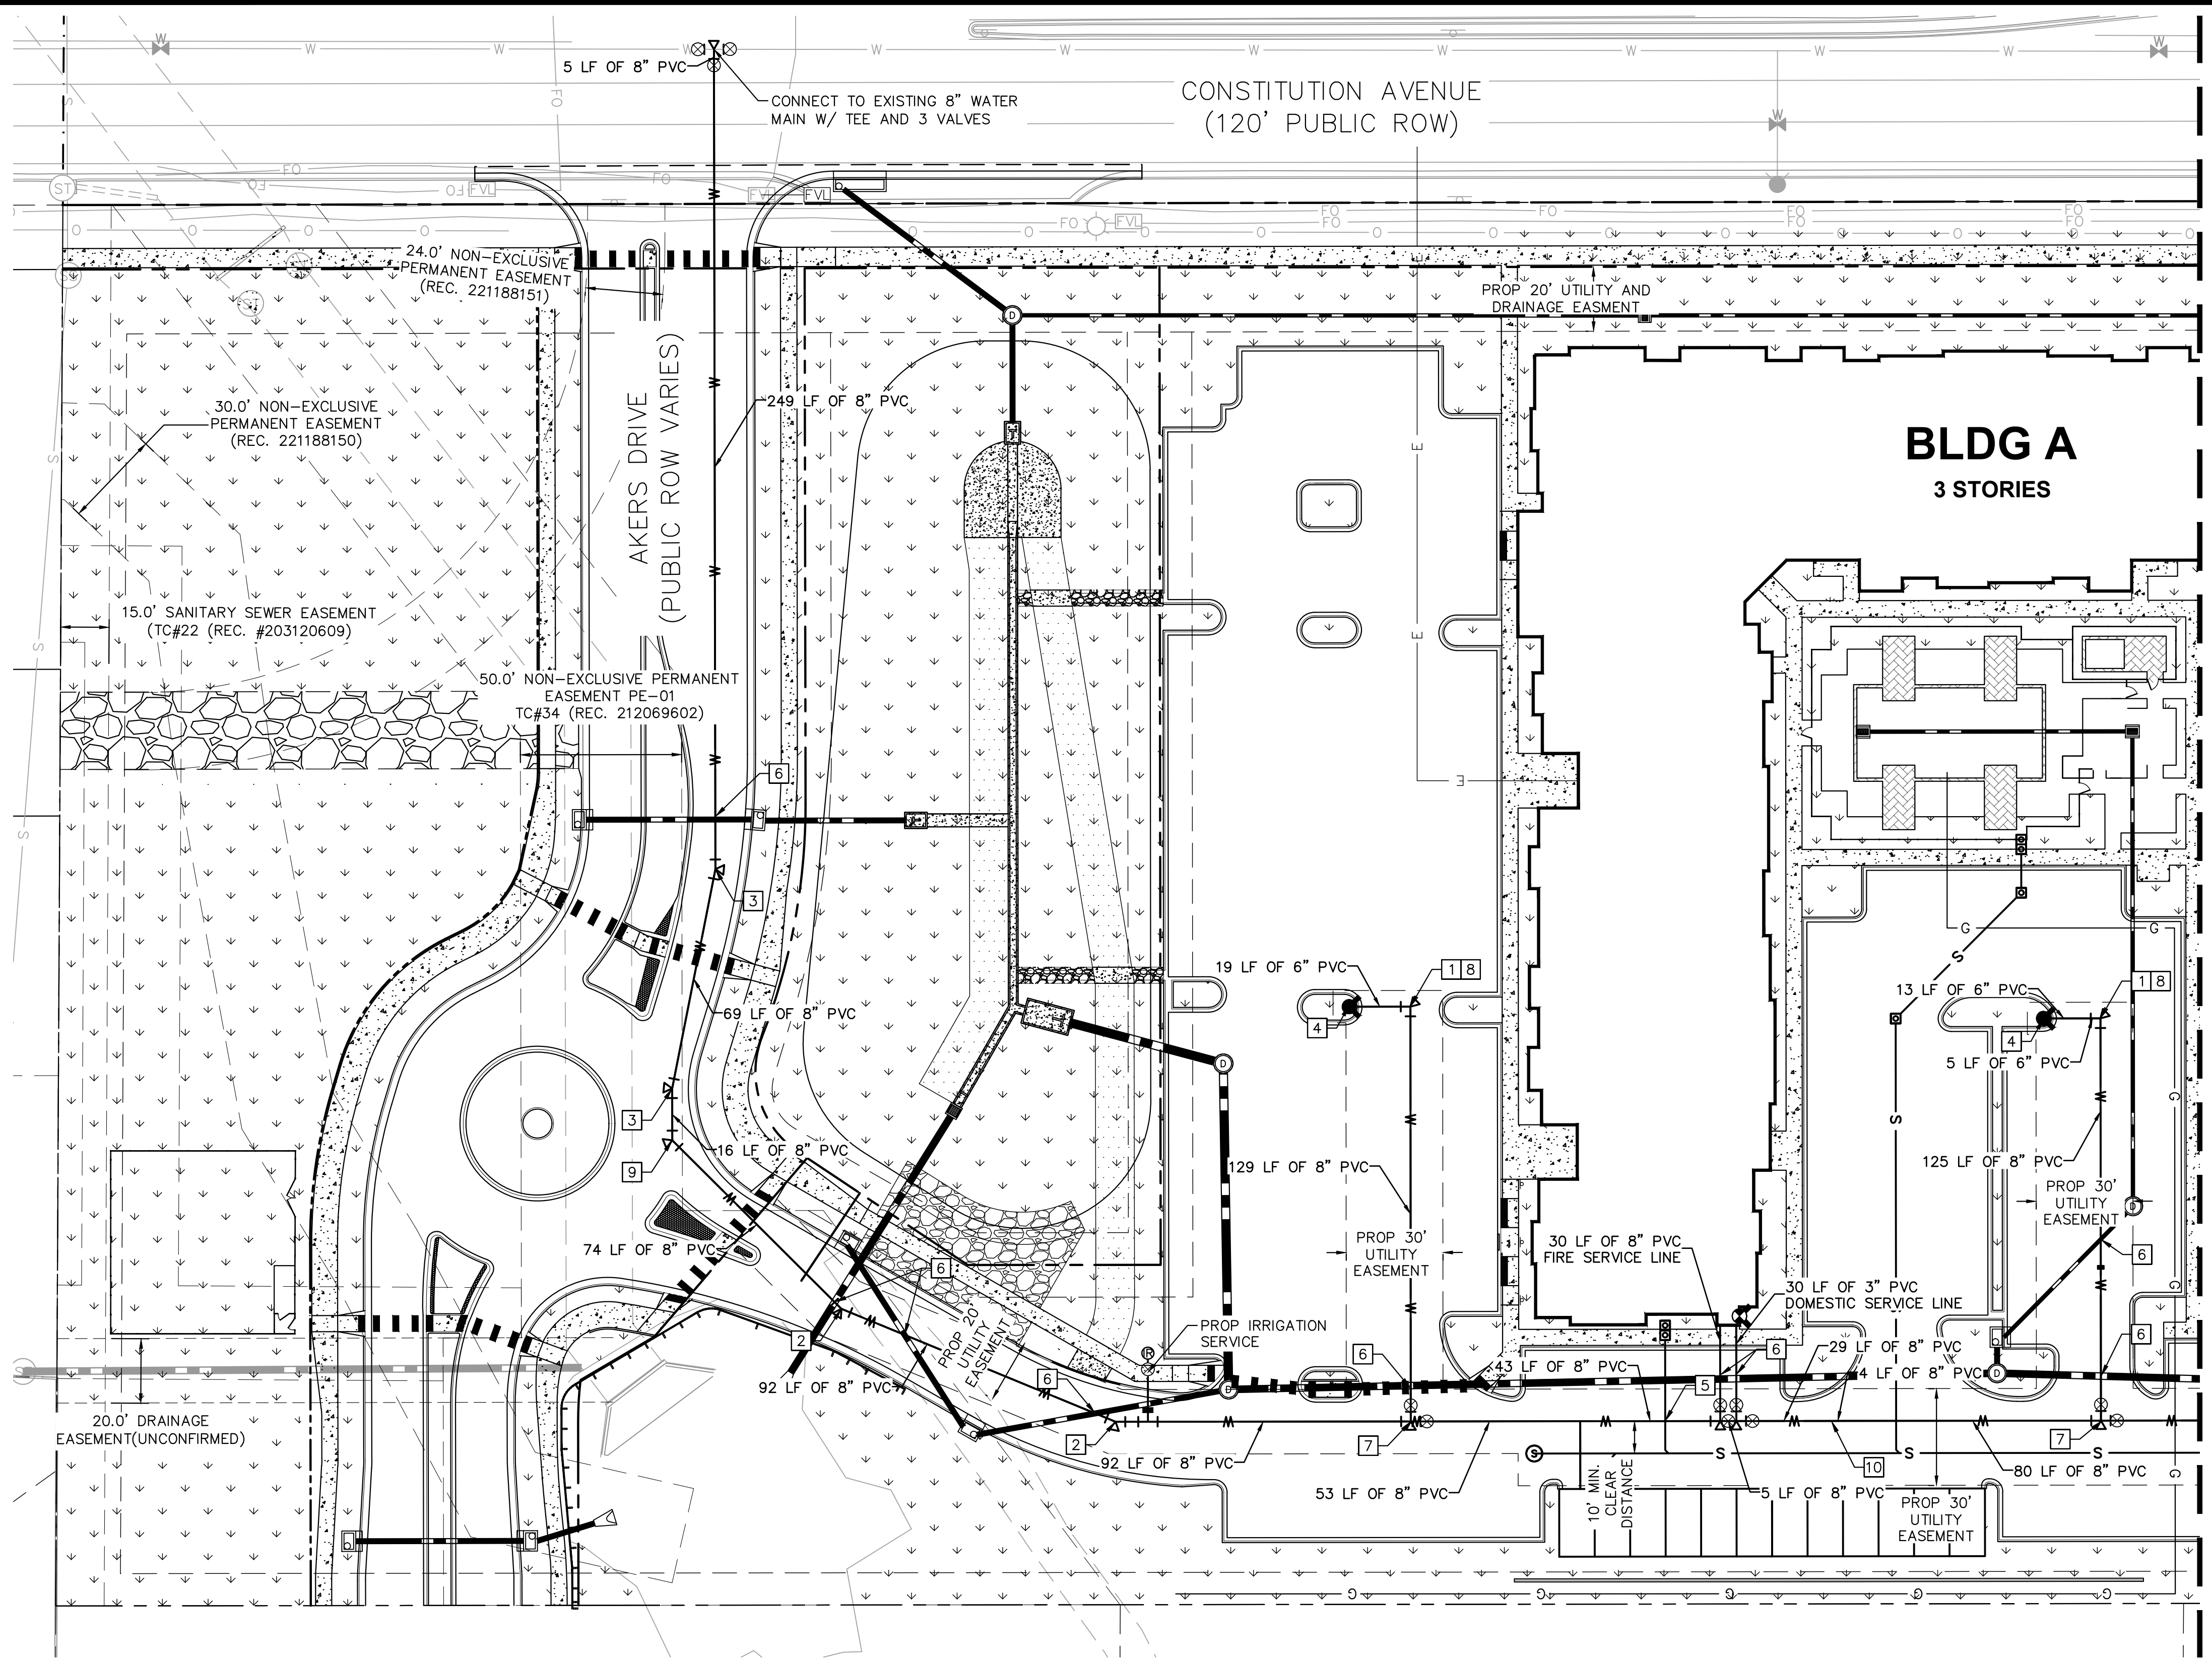 5 LF OF 8" PVC
CONNECT TO EXISTING 8" WATER
MAIN W/ TEE AND 3 VALVES
CONSTITUTION AVENUE
(120' PUBLIC ROW)
24.0' NON-EXCLUSIVE
PERMANENT EASEMENT
(REC. 221188151)
PROP 20' UTILITY AND
DRAINAGE EASMENT
30.0' NON-EXCLUSIVE
PERMANENT EASEMENT
(REC. 221188150)
AKERS DRIVE
(PUBLIC ROW VARIES)
249 LF OF 8" PVC
BLDG A
3 STORIES
15.0' SANITARY SEWER EASEMENT
(TC#22 (REC. #203120609)
50.0' NON-EXCLUSIVE PERMANENT
EASEMENT PE-01
TC#34 (REC. 212069602)
6
3
69 LF OF 8" PVC
19 LF OF 6" PVC
1 8
4
13 LF OF 6" PVC
1 8
4
5 LF OF 6" PVC
3
16 LF OF 8" PVC
9
129 LF OF 8" PVC
125 LF OF 8" PVC
PROP 30'
UTILITY
EASEMENT
74 LF OF 8" PVC
6
PROP 30'
UTILITY
EASEMENT
30 LF OF 8" PVC
FIRE SERVICE LINE
6
30 LF OF 3" PVC
DOMESTIC SERVICE LINE
2
PROP 20'
UTILITY
EASEMENT
PROP IRRIGATION
SERVICE
6
6
6
6
29 LF OF 8" PVC
43 LF OF 8" PVC
4 LF OF 8" PVC
5
92 LF OF 8" PVC
20.0' DRAINAGE
EASEMENT(UNCONFIRMED)
2
7
7
92 LF OF 8" PVC
10
80 LF OF 8" PVC
53 LF OF 8" PVC
10' MIN.
CLEAR
DISTANCE
5 LF OF 8" PVC
PROP 30'
UTILITY
EASEMENT